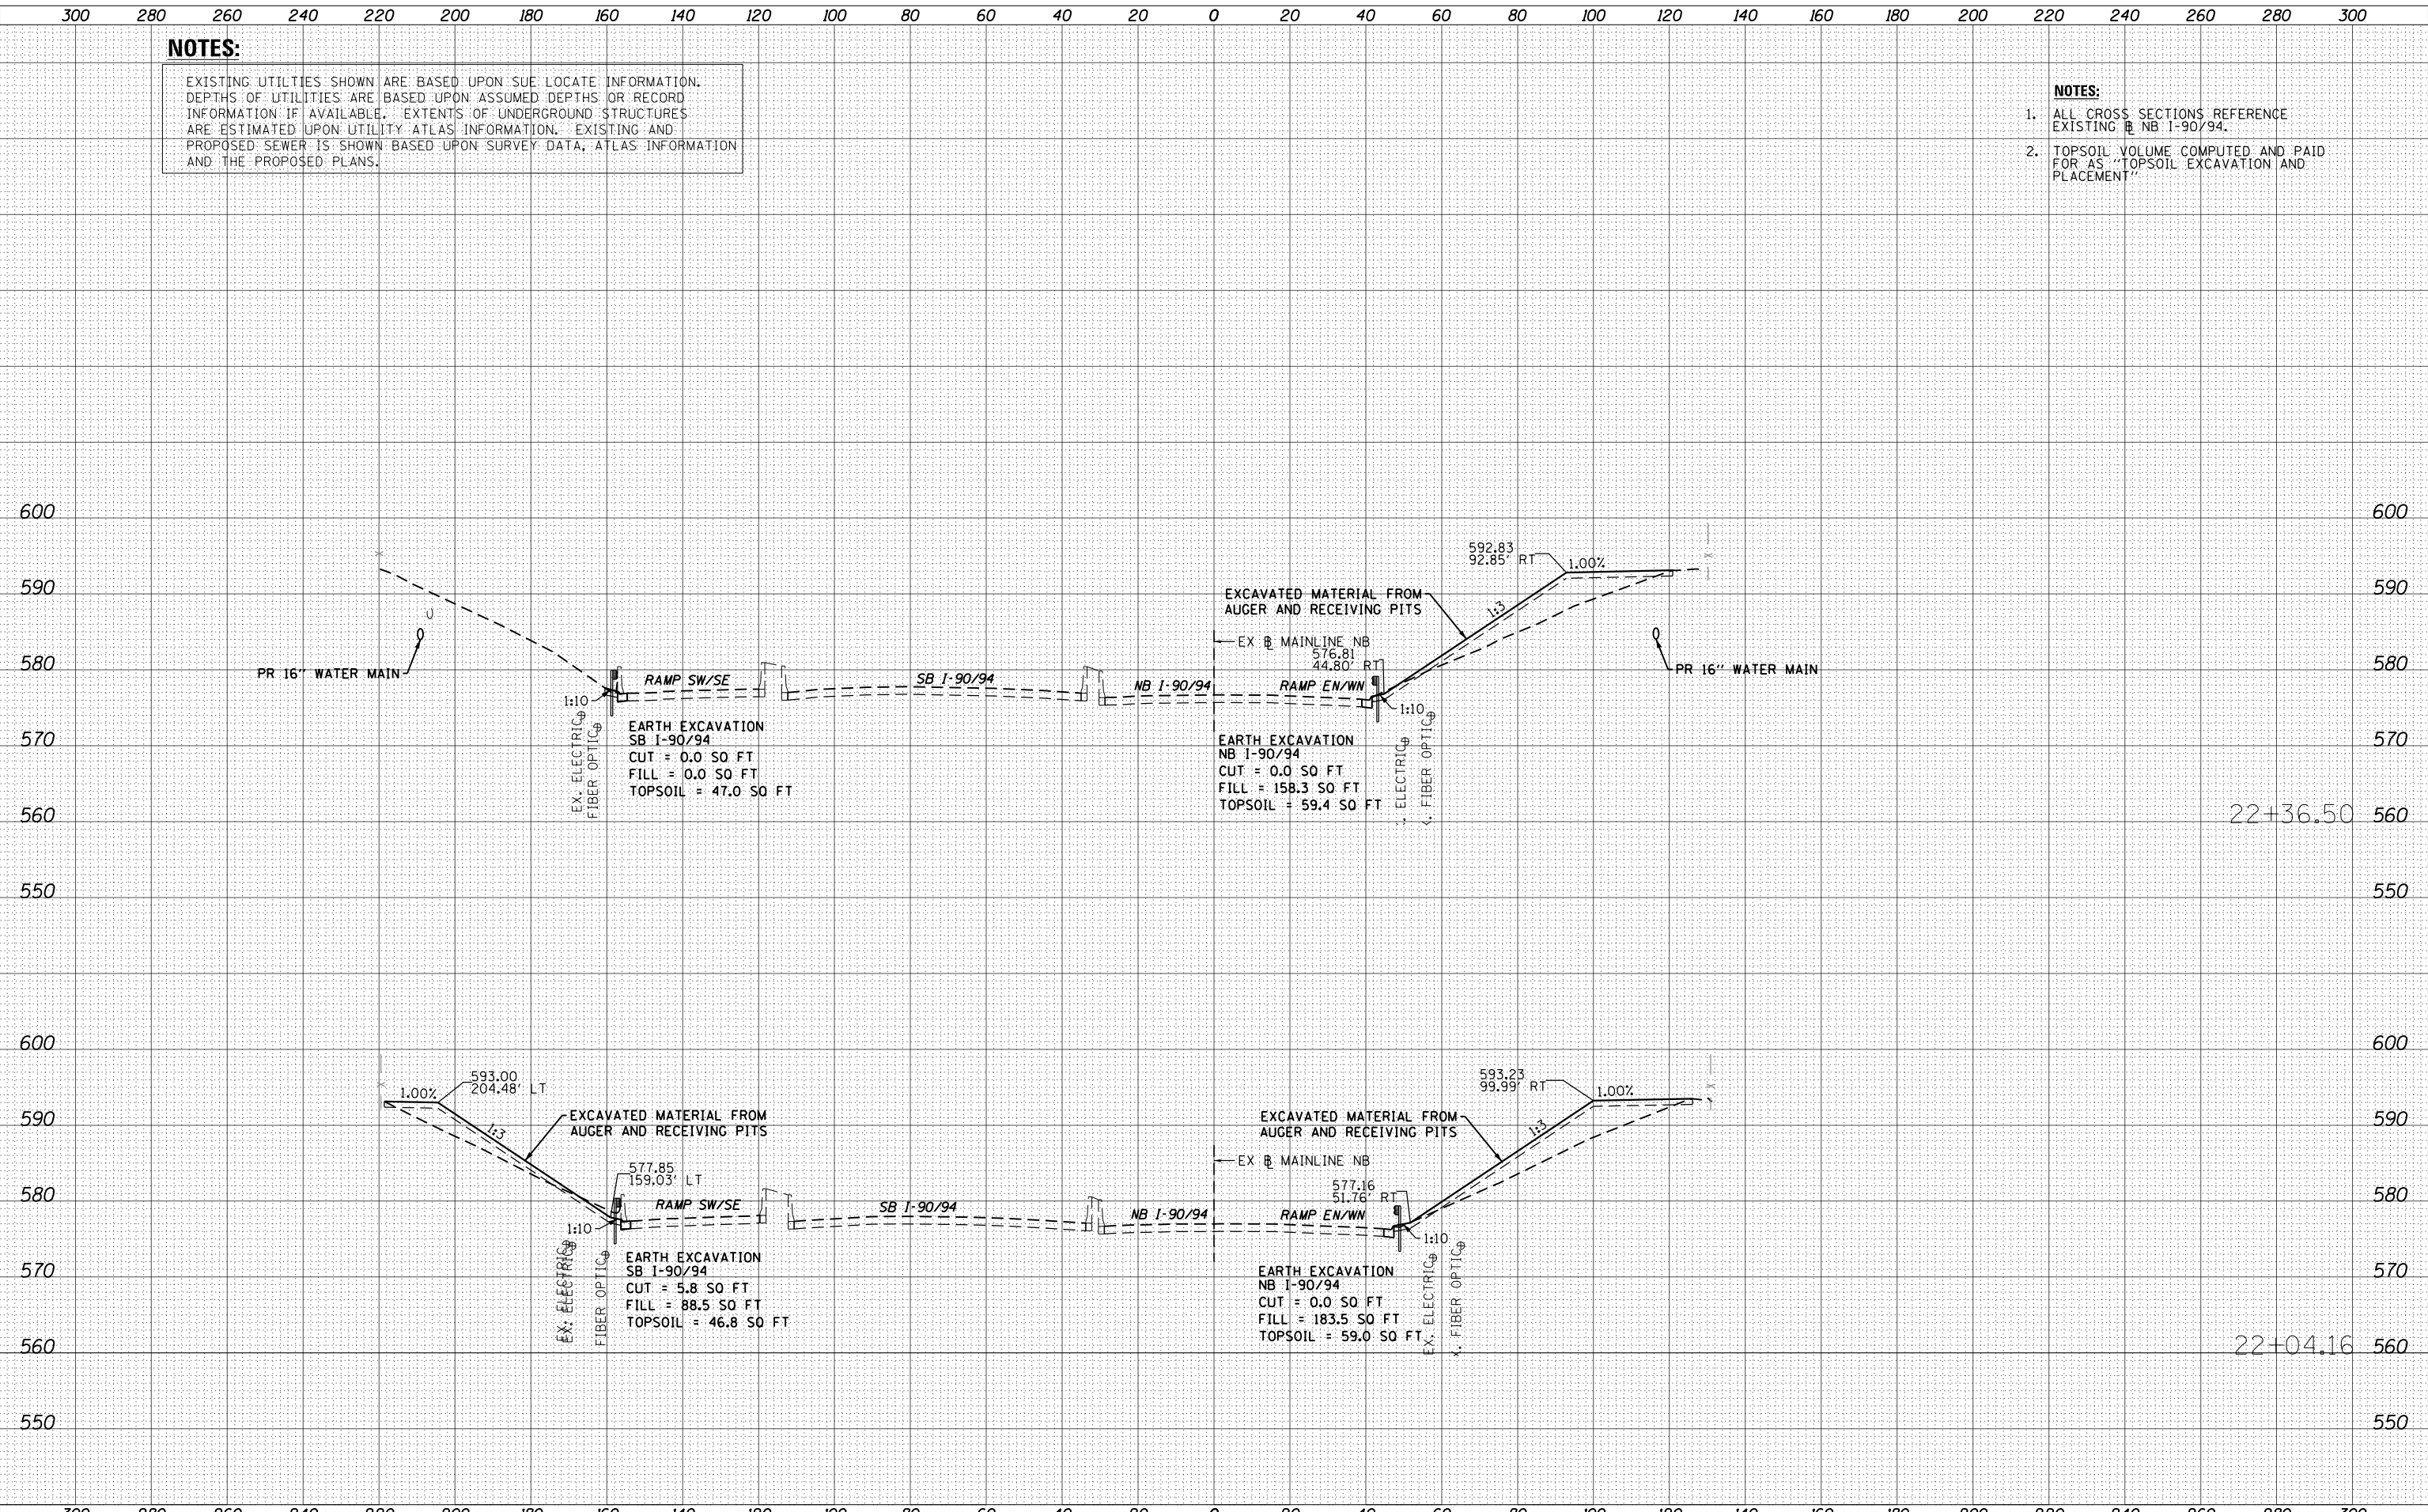 300 280 260 240 220 200 180 160 140 120 100 80 60 40 20 0 20 40 60 80 100 120 140 160 180 200 220 240 260 280 300
NOTES:
EXISTING UTILTIES SHOWN ARE BASED UPON SUE LOCATE INFORMATION.
DEPTHS OF UTILITIES ARE BASED UPON ASSUMED DEPTHS OR RECORD
INFORMATION IF AVAILABLE. EXTENTS OF UNDERGROUND STRUCTURES
ARE ESTIMATED UPON UTILITY ATLAS INFORMATION. EXISTING AND
PROPOSED SEWER IS SHOWN BASED UPON SURVEY DATA, ATLAS INFORMATION
AND THE PROPOSED PLANS.
NOTES:
1. ALL CROSS SECTIONS REFERENCE
EXISTING ⅊ NB I-90/94.
2. TOPSOIL VOLUME COMPUTED AND PAID
FOR AS "TOPSOIL EXCAVATION AND
PLACEMENT"
600 600
592.83
92.85' RT
1.00%
590 590
EXCAVATED MATERIAL FROM
AUGER AND RECEIVING PITS
1:3
EX ⅊ MAINLINE NB
576.81
44.80' RT
580 580
PR 16" WATER MAIN
PR 16" WATER MAIN
RAMP SW/SE
SB I-90/94
NB I-90/94
RAMP EN/WN
1:10
1:10
EX. ELECTRIC
FIBER OPTIC
EARTH EXCAVATION
SB I-90/94
CUT = 0.0 SQ FT
FILL = 0.0 SQ FT
TOPSOIL = 47.0 SQ FT
EARTH EXCAVATION
NB I-90/94
CUT = 0.0 SQ FT
FILL = 158.3 SQ FT
TOPSOIL = 59.4 SQ FT
ELECTRIC
FIBER OPTIC
570 570
22+36.50
560 560
550 550
600 600
593.00
204.48' LT
1.00%
593.23
99.99' RT
1.00%
590 590
EXCAVATED MATERIAL FROM
AUGER AND RECEIVING PITS
1:3
EXCAVATED MATERIAL FROM
AUGER AND RECEIVING PITS
1:3
EX ⅊ MAINLINE NB
577.85
159.03' LT
577.16
51.76' RT
580 580
RAMP SW/SE
SB I-90/94
NB I-90/94
RAMP EN/WN
1:10
1:10
EX. ELECTRIC
EX. ELECTRIC
FIBER OPTIC
EARTH EXCAVATION
SB I-90/94
CUT = 5.8 SQ FT
FILL = 88.5 SQ FT
TOPSOIL = 46.8 SQ FT
EARTH EXCAVATION
NB I-90/94
CUT = 0.0 SQ FT
FILL = 183.5 SQ FT
TOPSOIL = 59.0 SQ FT
EX. ELECTRIC
FIBER OPTIC
570 570
22+04.16
560 560
550 550